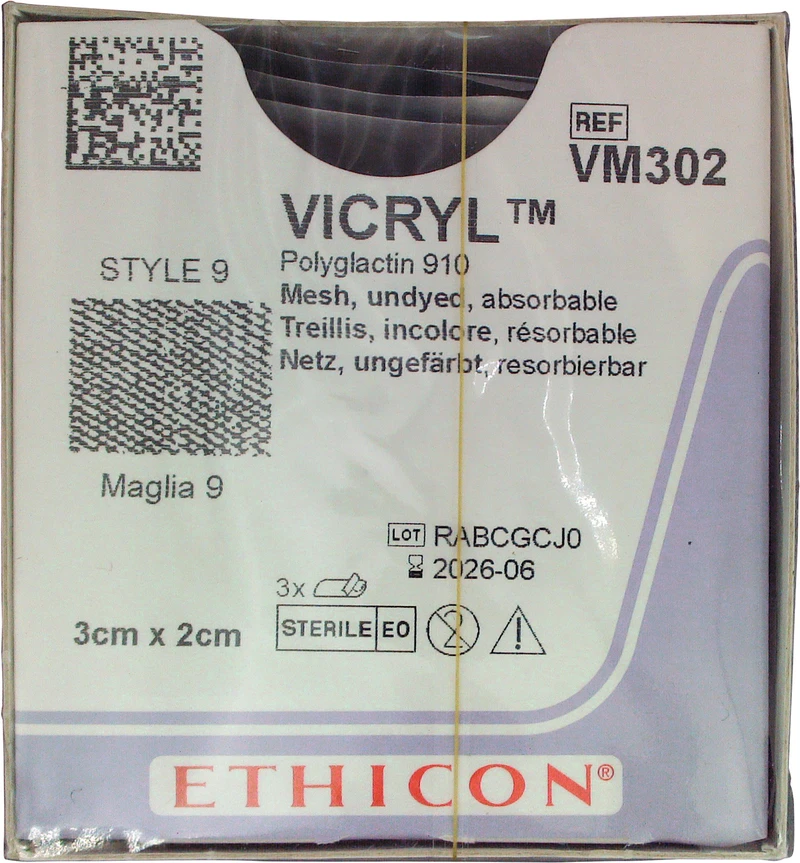 REF
VM302
VICRYL™
Polyglactin 910
STYLE 9
Mesh, undyed, absorbable
Treillis, incolore, résorbable
Netz, ungefärbt, resorbierbar
Maglia 9
LOT RABCGCJ0
2026-06
3x
3cm x 2cm
STERILE EO
2
ETHICON®